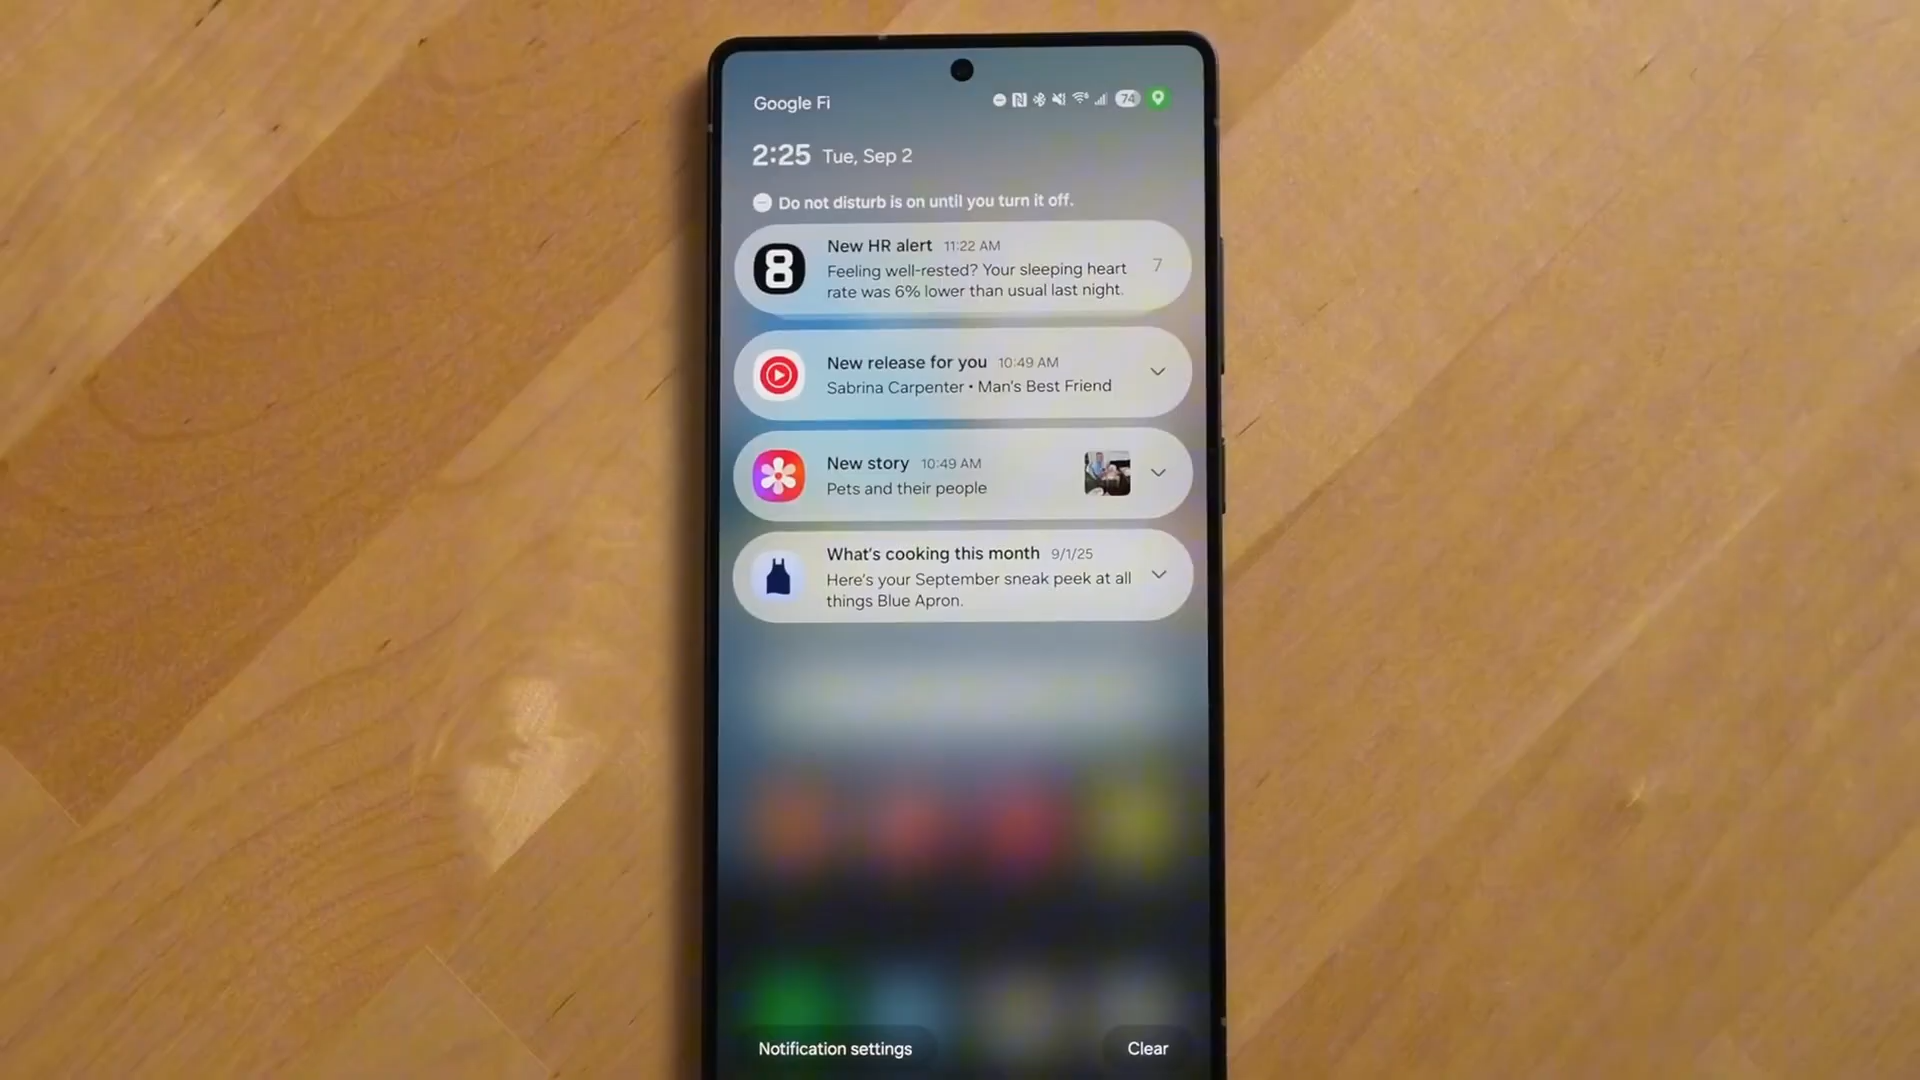 Google Fi
74
2:25 Tue, Sep 2
Do not disturb is on until you turn it off.
8
New HR alert 11:22 AM
Feeling well-rested? Your sleeping heart
rate was 6% lower than usual last night.
7
New release for you 10:49 AM
Sabrina Carpenter • Man's Best Friend
New story 10:49 AM
Pets and their people
What's cooking this month 9/1/25
Here's your September sneak peek at all
things Blue Apron.
Notification settings
Clear